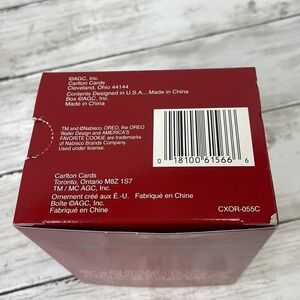 ©AGC, Inc.
Carlton Cards
Cleveland, Ohio 44144
Contents Designed in U.S.A....Made in China
Box ©AGC, Inc.
Made in China
TM and ©Nabisco OREO, the OREO
Wafer Design and AMERICA'S
FAVORITE COOKIE are trademarks
of Nabisco Brands Company.
Used under license.
0 18100 61566 6
Carlton Cards
Toronto, Ontario M8Z 1S7
TM / MC AGC, Inc.
Ornement créé aux É.-U. Fabriqué en Chine
Boîte ©AGC, Inc.
Fabriqué en Chine
CXOR-055C